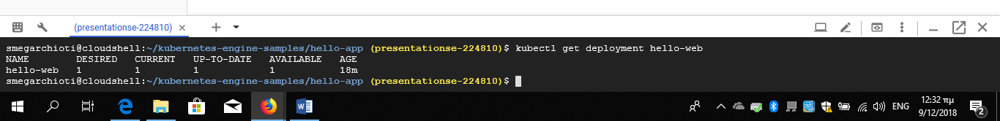 (presentationse-224810) ×
smegarchioti@cloudshell:~/kubernetes-engine-samples/hello-app (presentationse-224810)$ kubectl get deployment hello-web
NAME DESIRED CURRENT UP-TO-DATE AVAILABLE AGE
hello-web 1 1 1 1 18m
smegarchioti@cloudshell:~/kubernetes-engine-samples/hello-app (presentationse-224810)$
ENG
12:32 πμ
9/12/2018
2